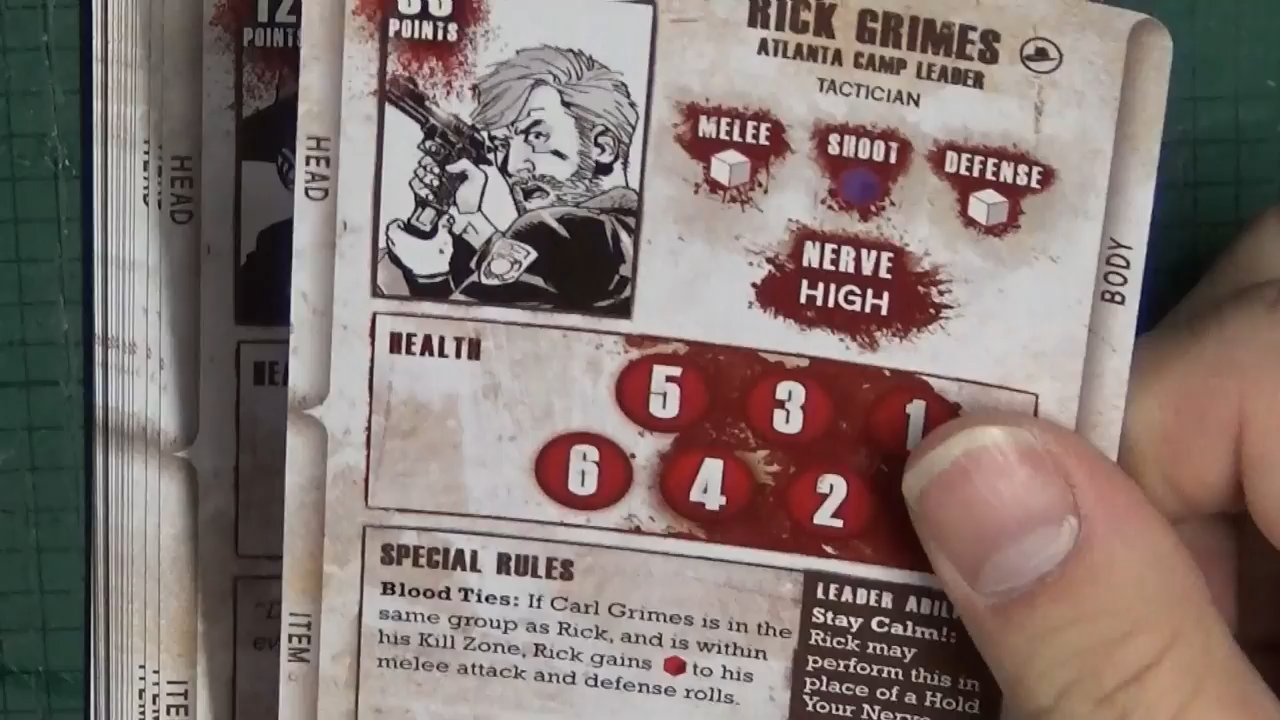 12
POINTS
POINTS
RICK GRIMES
ATLANTA CAMP LEADER
TACTICIAN
MELEE
SHOOT
DEFENSE
NERVE
HIGH
HEAD
HEAD
BODY
HEALTH
5 3 1
6 4 2
SPECIAL RULES
Blood Ties: If Carl Grimes is in the
same group as Rick, and is within
his Kill Zone, Rick gains to his
melee attack and defense rolls.
LEADER
Stay Calm!:
Rick may
perform this in
place of a Hold
Your
ITEM